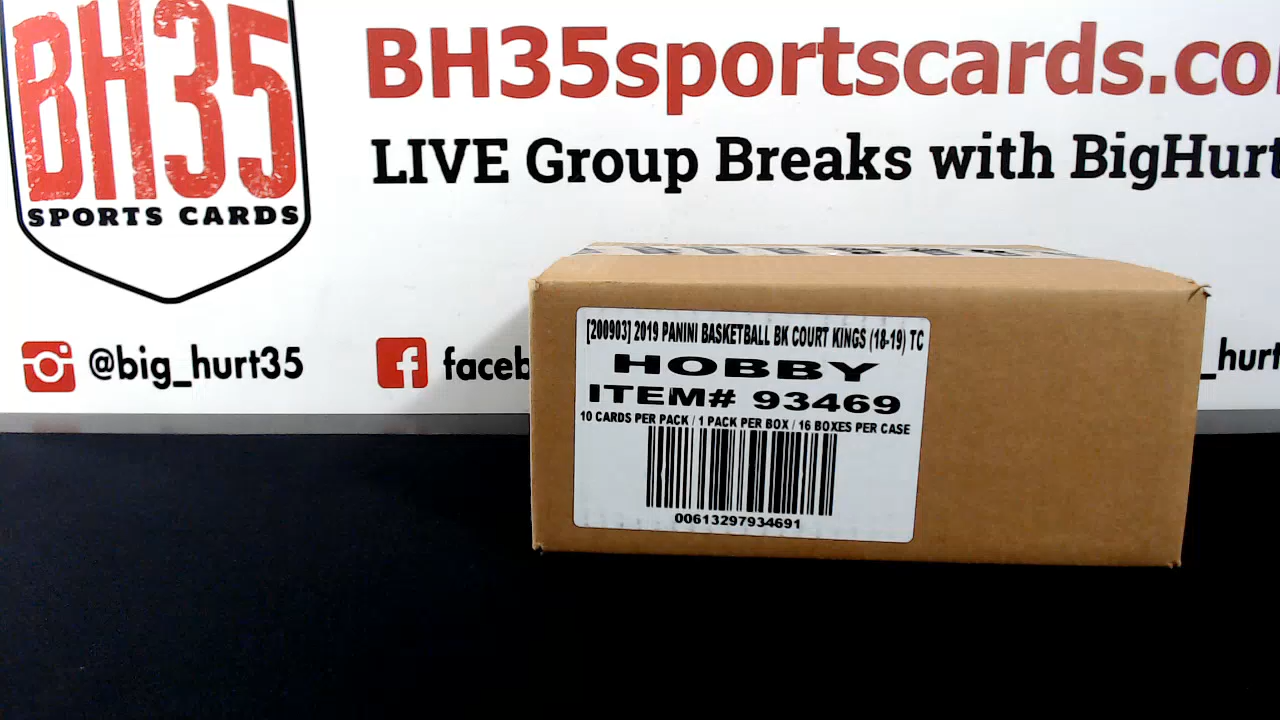 BH35
SPORTS CARDS
BH35sportscards.co
LIVE Group Breaks with BigHurt
@big_hurt35
faceb
_hurt
[200903] 2019 PANINI BASKETBALL BK COURT KINGS (18-19) TC
HOBBY
ITEM# 93469
10 CARDS PER PACK / 1 PACK PER BOX / 16 BOXES PER CASE
00613297934691